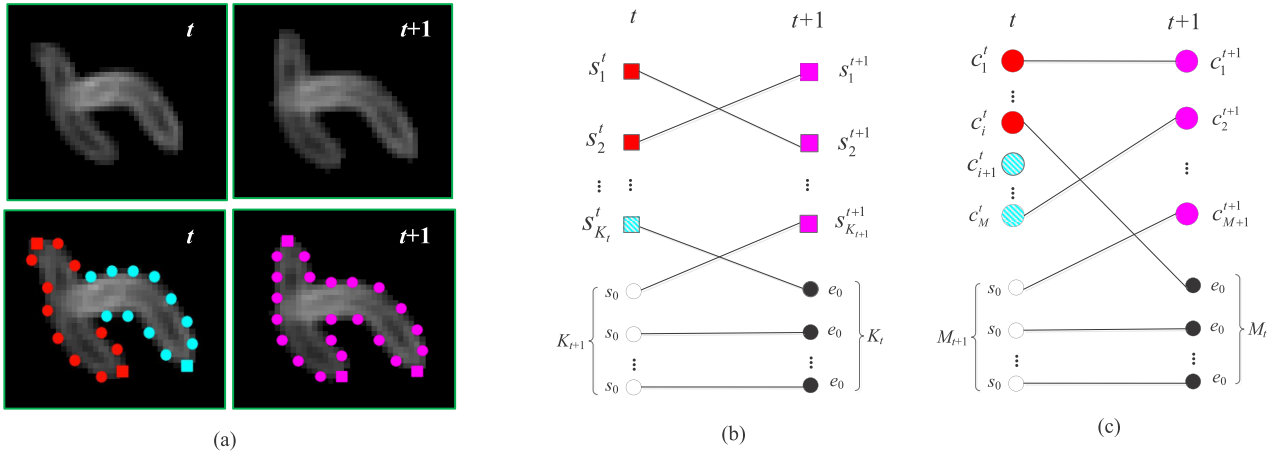 t
t+1
t
t+1
(a)
t t+1
s_1^t s_1^{t+1}
s_2^t s_2^{t+1}
s_{K_t}^t s_{K_{t+1}}^{t+1}
s_0 e_0
K_{t+1} s_0 e_0 K_t
s_0 e_0
(b)
t t+1
c_1^t c_1^{t+1}
c_i^t c_2^{t+1}
c_{i+1}^t
c_M^t c_{M+1}^{t+1}
s_0 e_0
M_{t+1} s_0 e_0 M_t
s_0 e_0
(c)